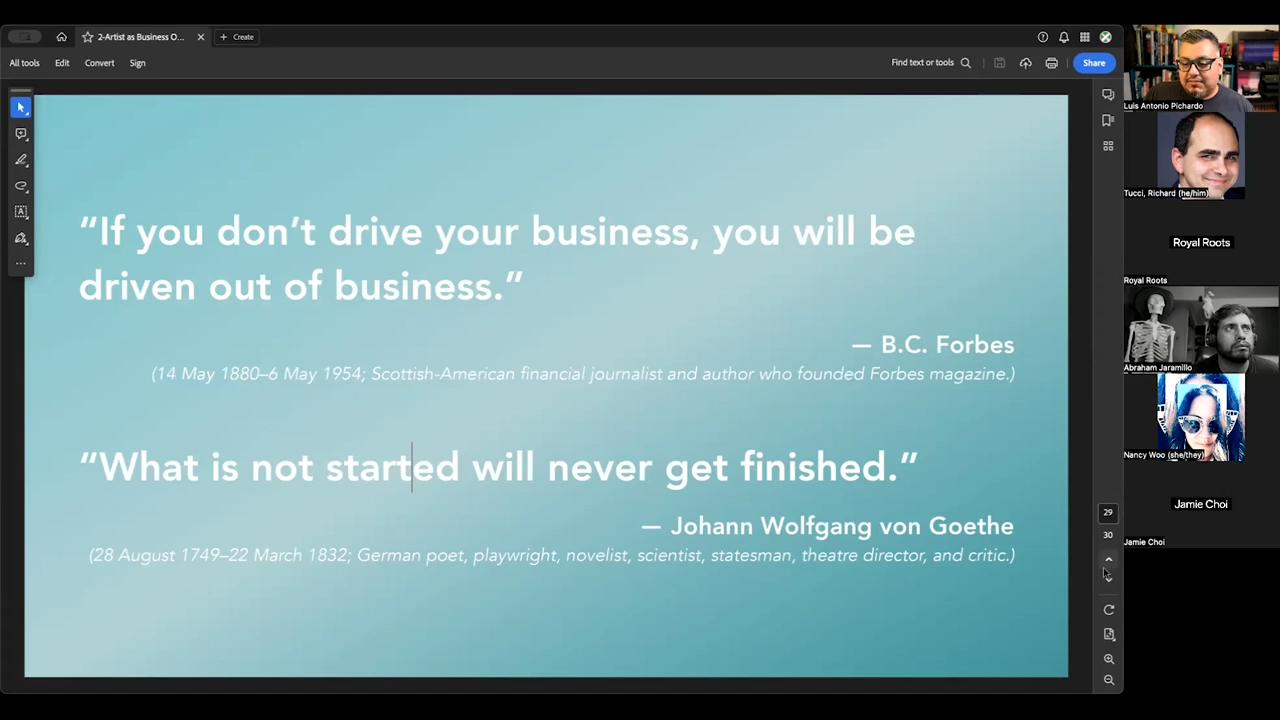 2-Artist as Business O...
Create
All tools
Edit
Convert
Sign
Find text or tools
Share
“If you don’t drive your business, you will be
driven out of business.”
— B.C. Forbes
(14 May 1880–6 May 1954; Scottish-American financial journalist and author who founded Forbes magazine.)
“What is not started will never get finished.”
— Johann Wolfgang von Goethe
(28 August 1749–22 March 1832; German poet, playwright, novelist, scientist, statesman, theatre director, and critic.)
29
30
Luis Antonio Pichardo
Tucci, Richard (he/him)
Royal Roots
Royal Roots
Abraham Jaramillo
Nancy Woo (she/they)
Jamie Choi
Jamie Choi